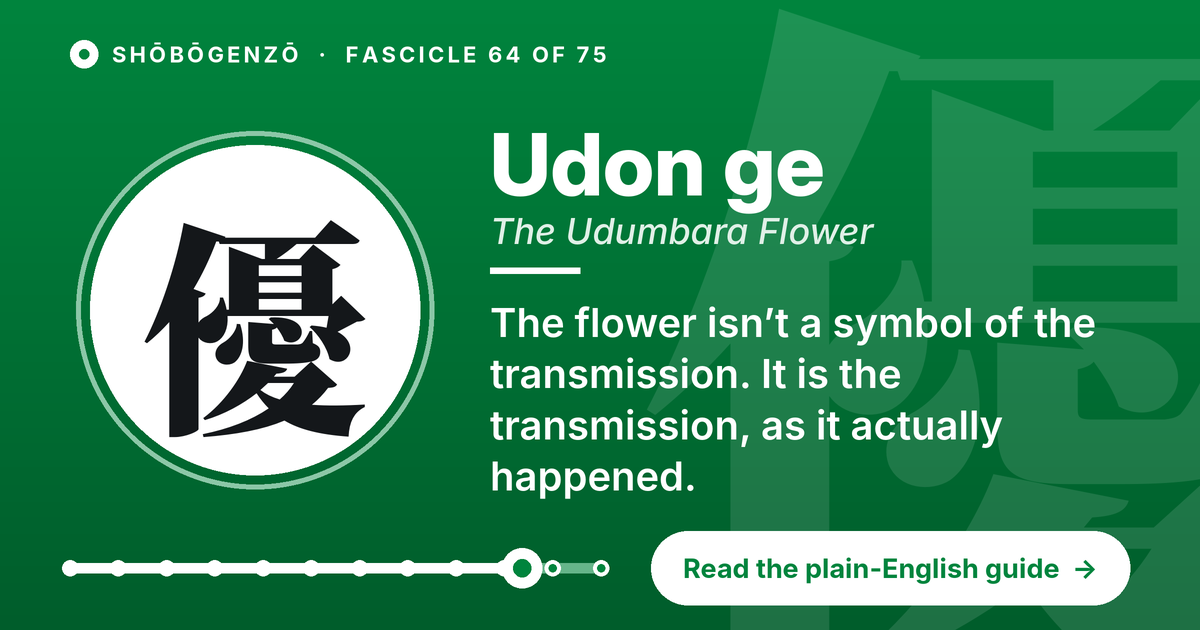 SHŌBŌGENZŌ · FASCICLE 64 OF 75
優
Udon ge
The Udumbara Flower
The flower isn’t a symbol of the
transmission. It is the
transmission, as it actually
happened.
Read the plain-English guide →